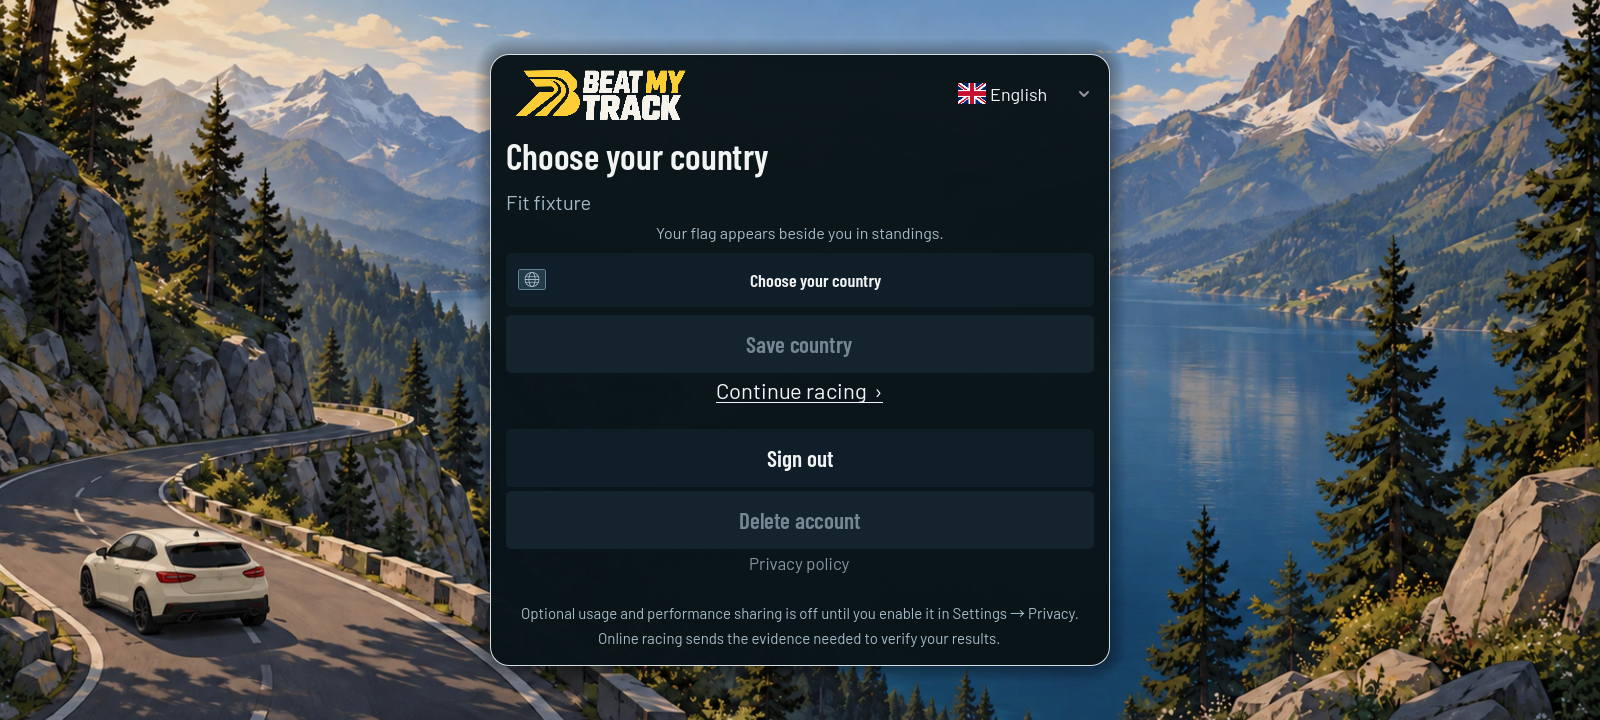 BEAT MY
TRACK
English
Choose your country
Fit fixture
Your flag appears beside you in standings.
Choose your country
Save country
Continue racing ›
Sign out
Delete account
Privacy policy
Optional usage and performance sharing is off until you enable it in Settings → Privacy.
Online racing sends the evidence needed to verify your results.